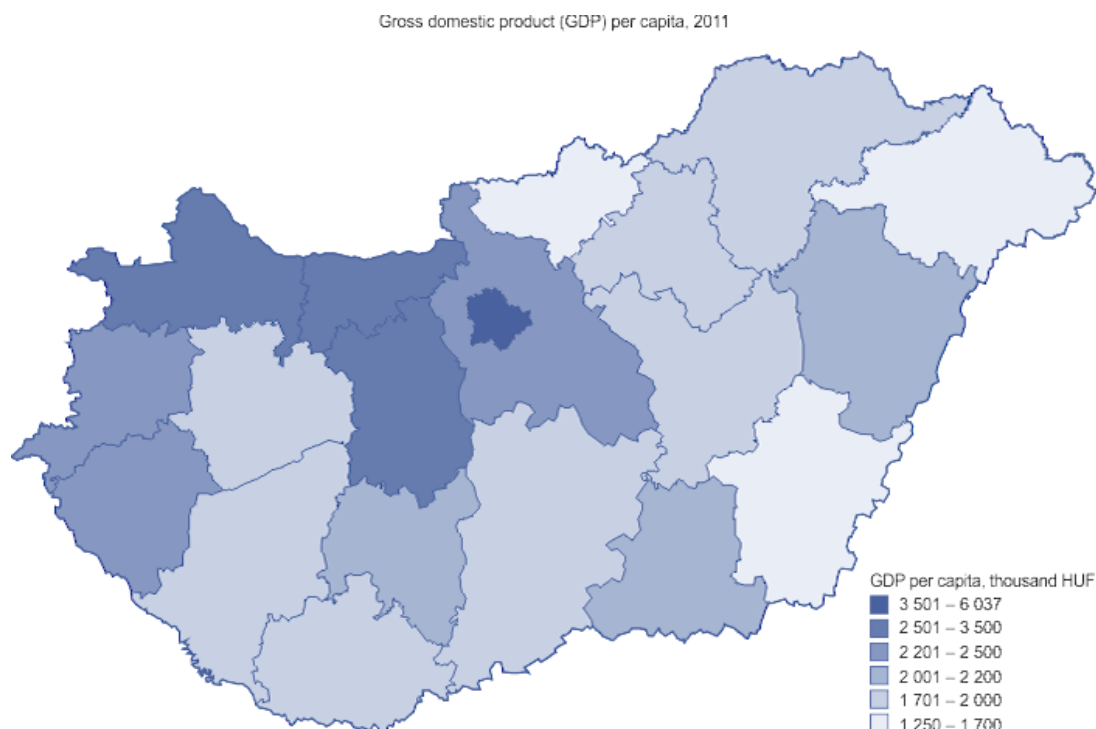 Gross domestic product (GDP) per capita, 2011
GDP per capita, thousand HUF
3 501 – 6 037
2 501 – 3 500
2 201 – 2 500
2 001 – 2 200
1 701 – 2 000
1 250 – 1 700